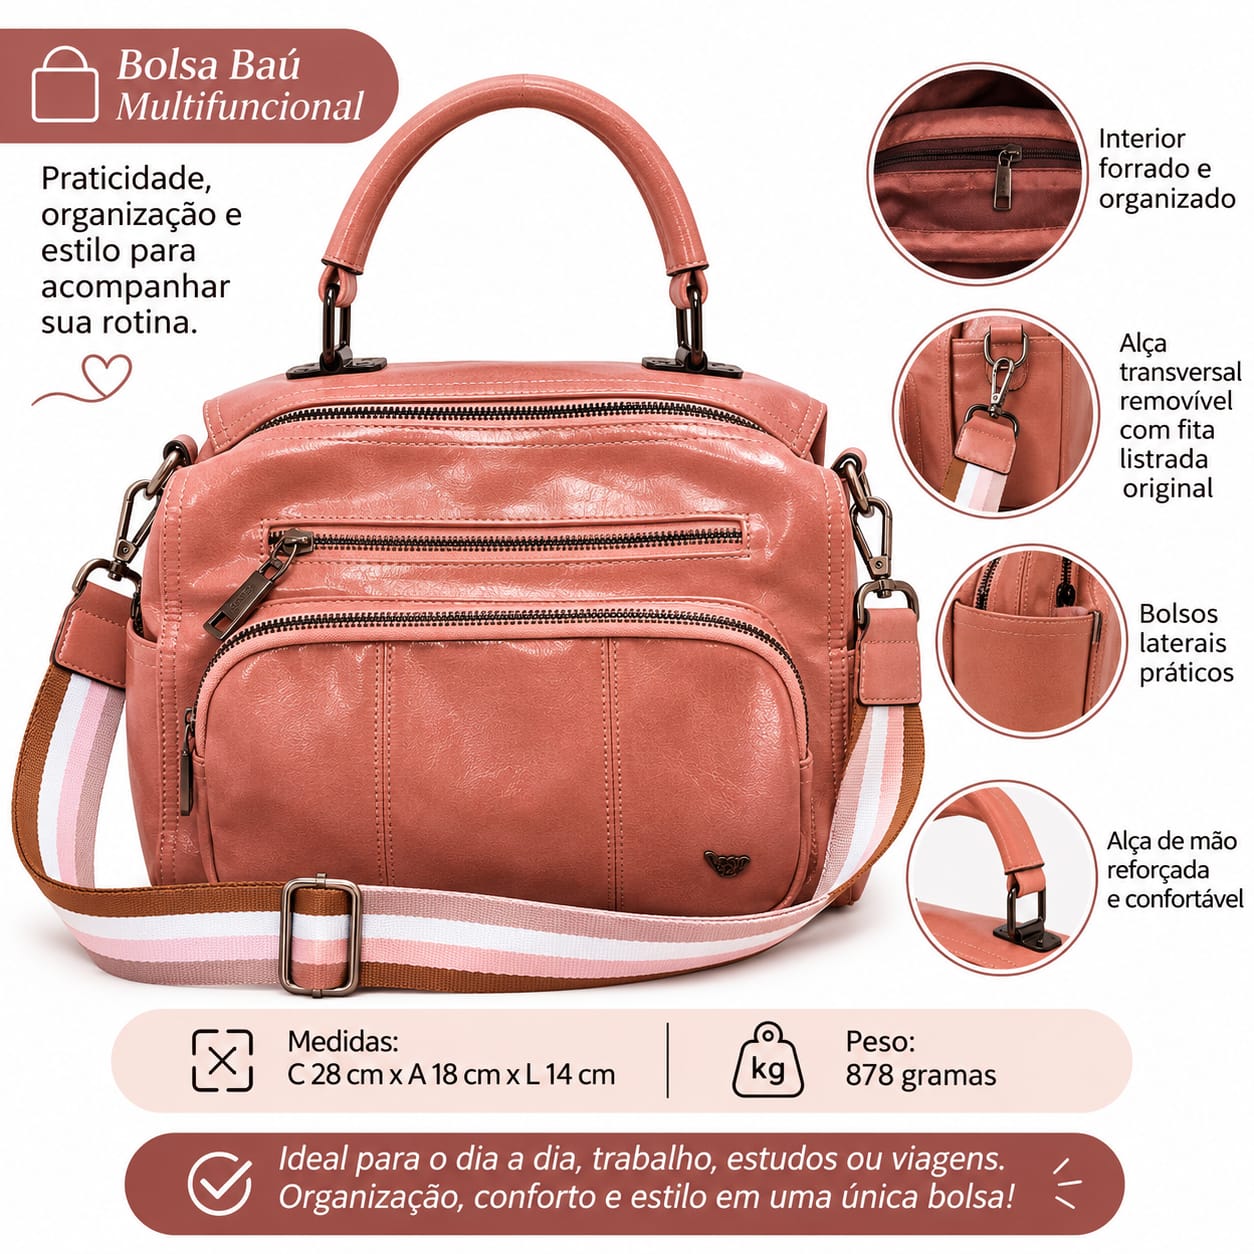 Bolsa Baú
Multifuncional
Praticidade,
organização e
estilo para
acompanhar
sua rotina.
Interior
forrado e
organizado
Alça
transversal
removível
com fita
listrada
original
Bolsos
laterais
práticos
Alça de mão
reforçada
e confortável
Medidas:
C 28 cm x A 18 cm x L 14 cm
kg
Peso:
878 gramas
Ideal para o dia a dia, trabalho, estudos ou viagens.
Organização, conforto e estilo em uma única bolsa!